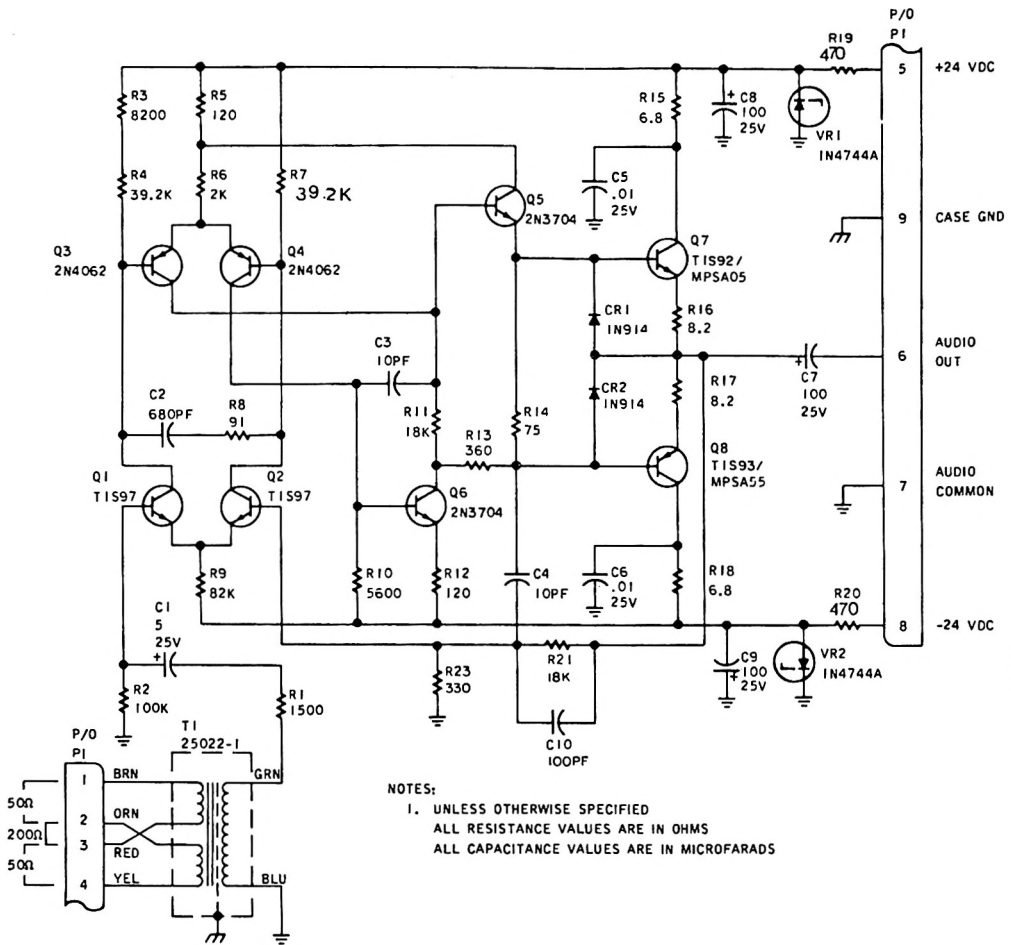 P/O
P1
R19
470
5
+24 VDC
R3
8200
R5
120
R15
6.8
+
C8
100
25V
VR1
IN4744A
R4
39.2K
R6
2K
R7
39.2K
C5
.01
25V
Q5
2N3704
9
CASE GND
Q3
2N4062
Q4
2N4062
Q7
TIS92/
MPSA05
CR1
IN914
R16
8.2
C3
10PF
AUDIO
OUT
6
+
C7
100
25V
CR2
IN914
R17
8.2
C2
680PF
R8
91
R11
18K
R14
75
R13
360
Q8
TIS93/
MPSA55
Q1
TIS97
Q2
TIS97
Q6
2N3704
7
AUDIO
COMMON
R9
82K
R10
5600
R12
120
C4
10PF
C6
.01
25V
R18
6.8
R20
470
8
-24 VDC
C1
5
25V
+
R21
18K
C9
100
25V
+
VR2
IN4744A
R2
100K
R23
330
R1
1500
C10
100PF
P/O
P1
T1
25022-1
1
BRN
GRN
50Ω
2
ORN
200Ω
3
RED
50Ω
4
YEL
BLU
NOTES:
1. UNLESS OTHERWISE SPECIFIED
ALL RESISTANCE VALUES ARE IN OHMS
ALL CAPACITANCE VALUES ARE IN MICROFARADS